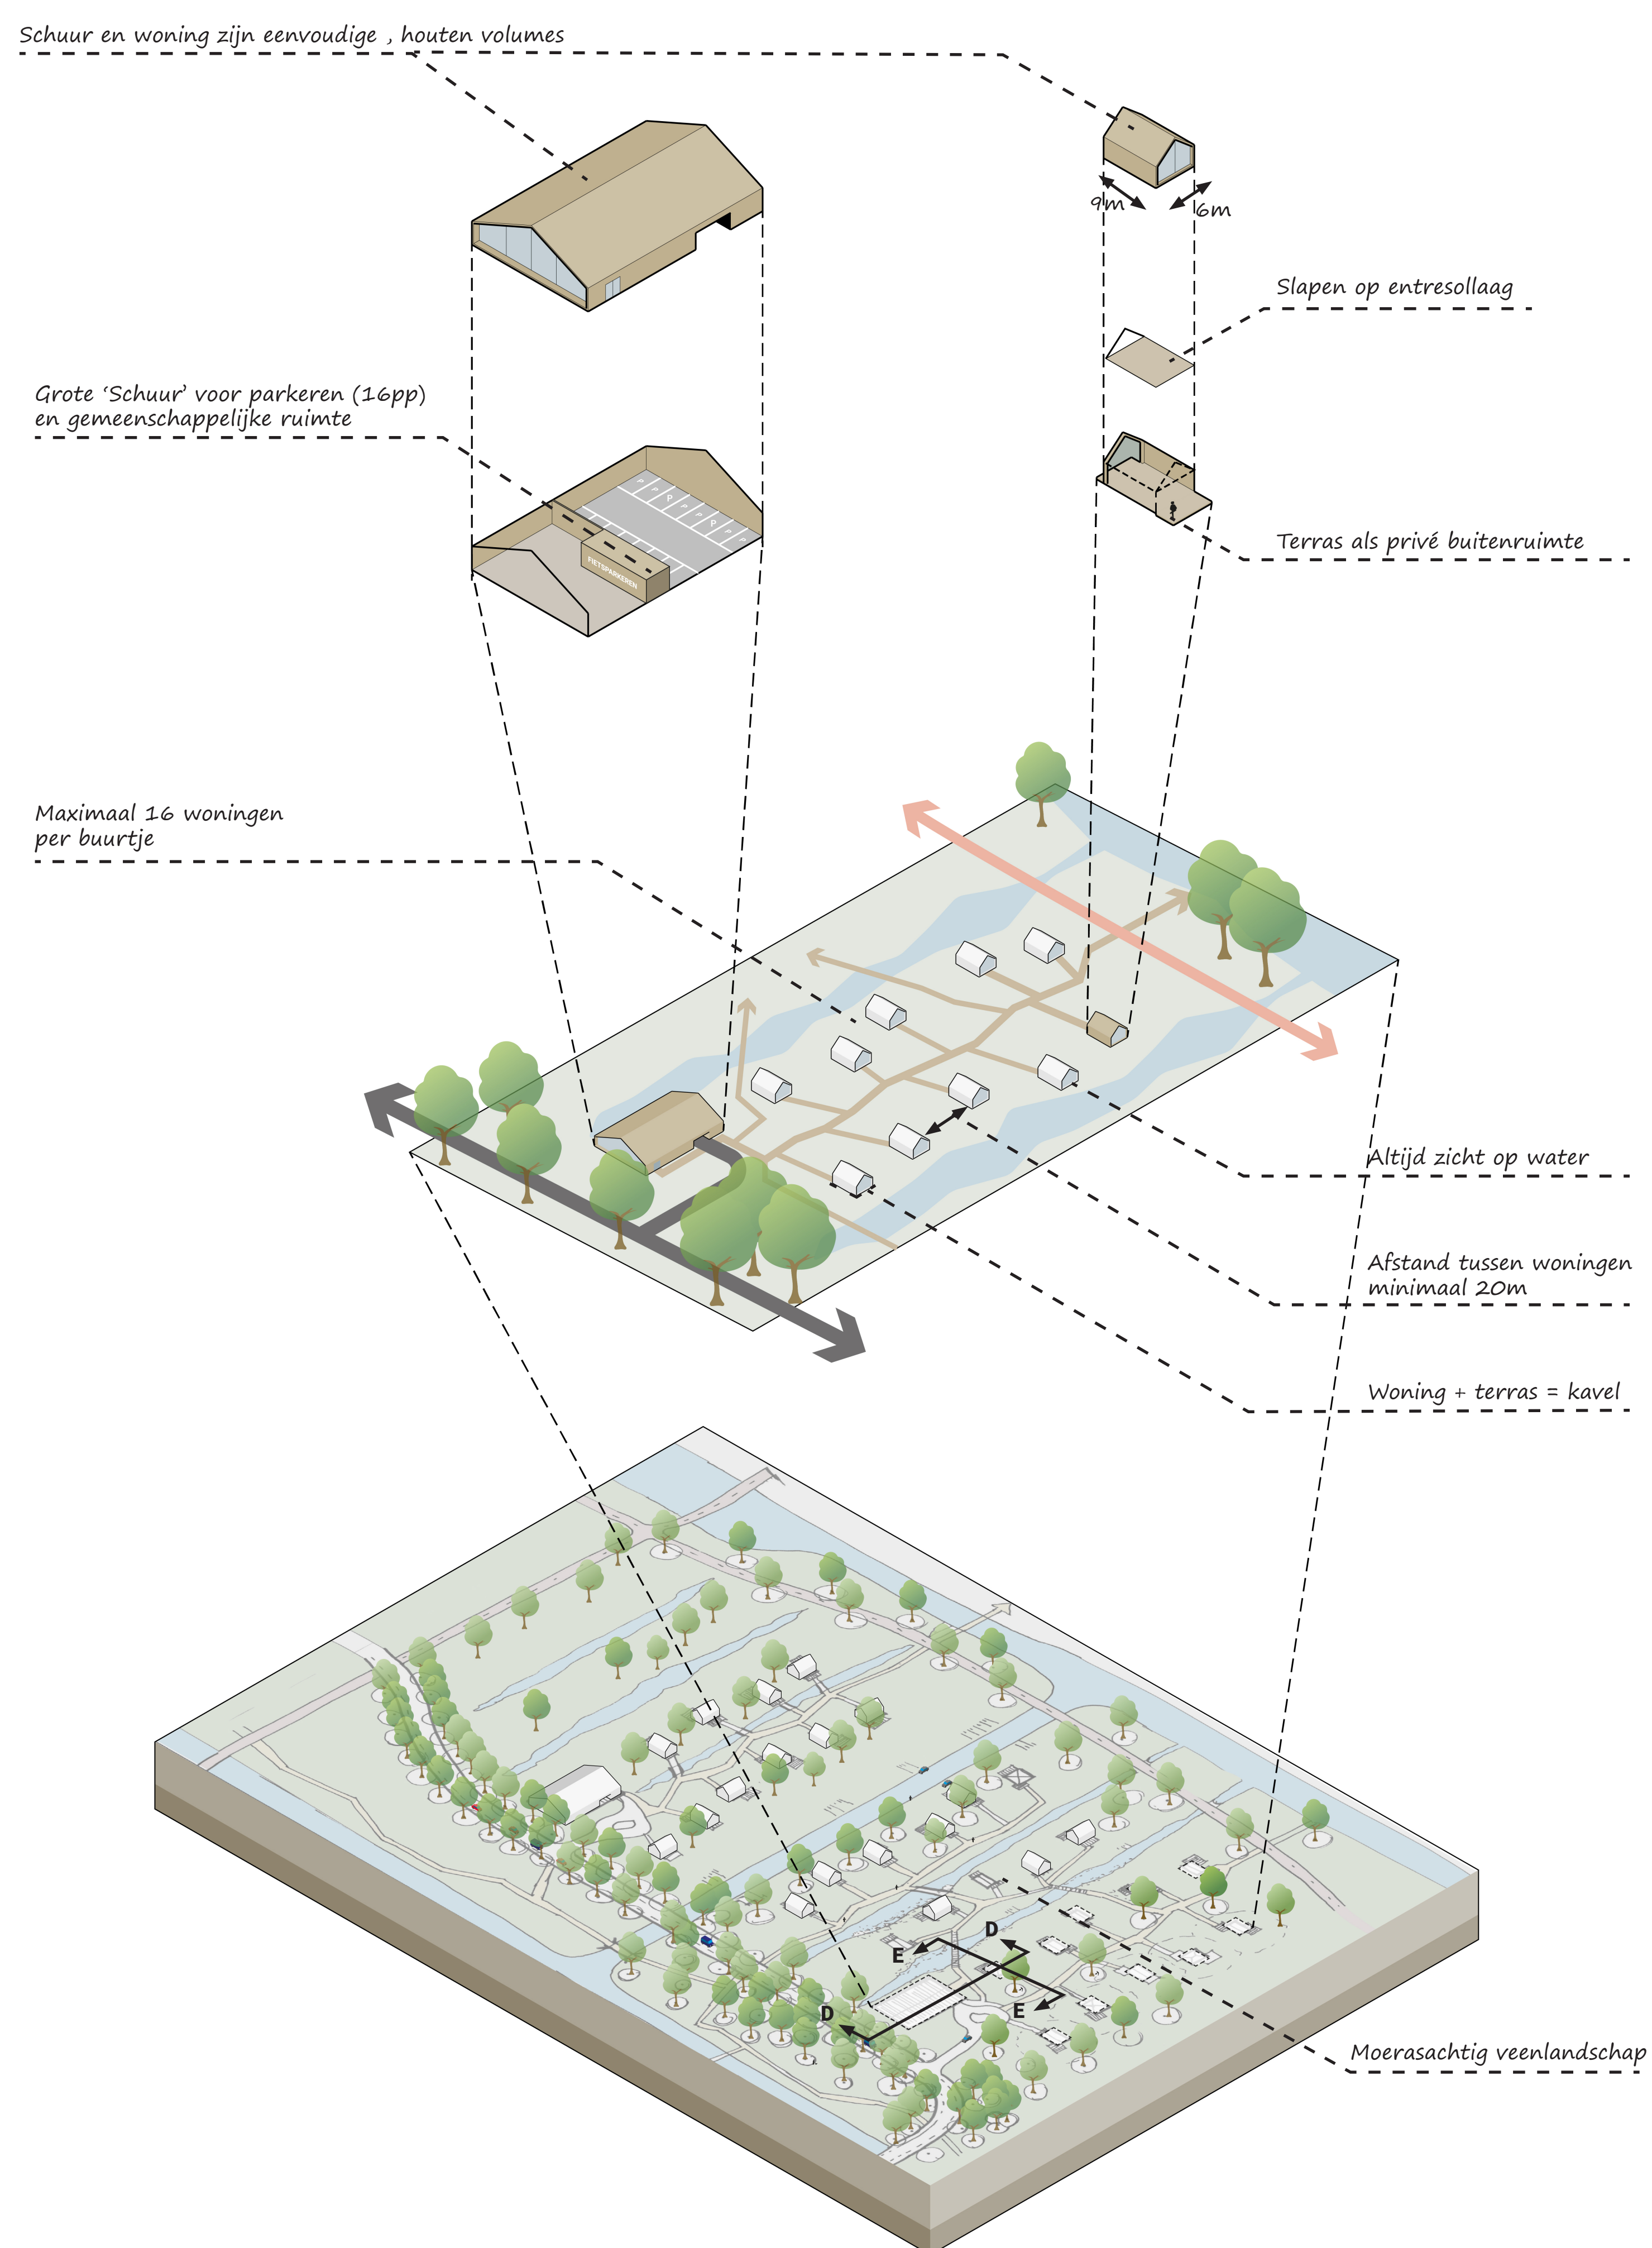 Schuur en woning zijn eenvoudige , houten volumes
9m
6m
Slapen op entresollaag
Grote ‘Schuur’ voor parkeren (16pp)
en gemeenschappelijke ruimte
P P P P P P P P
FIETSPARKEREN
Terras als privé buitenruimte
Maximaal 16 woningen
per buurtje
Altijd zicht op water
Afstand tussen woningen
minimaal 20m
Woning + terras = kavel
D
E
E
D
Moerasachtig veenlandschap